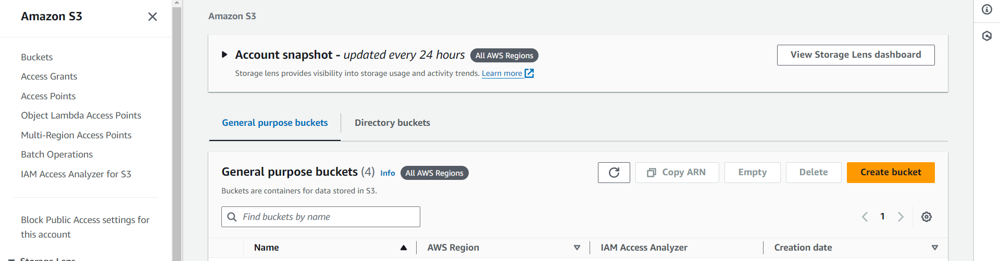 Amazon S3
Buckets
Access Grants
Access Points
Object Lambda Access Points
Multi-Region Access Points
Batch Operations
IAM Access Analyzer for S3
Block Public Access settings for
this account
Storage Lens
Amazon S3
Account snapshot - updated every 24 hours All AWS Regions
View Storage Lens dashboard
Storage lens provides visibility into storage usage and activity trends. Learn more
General purpose buckets Directory buckets
General purpose buckets (4) Info All AWS Regions
Copy ARN Empty Delete Create bucket
Buckets are containers for data stored in S3.
Find buckets by name
1
Name AWS Region IAM Access Analyzer Creation date